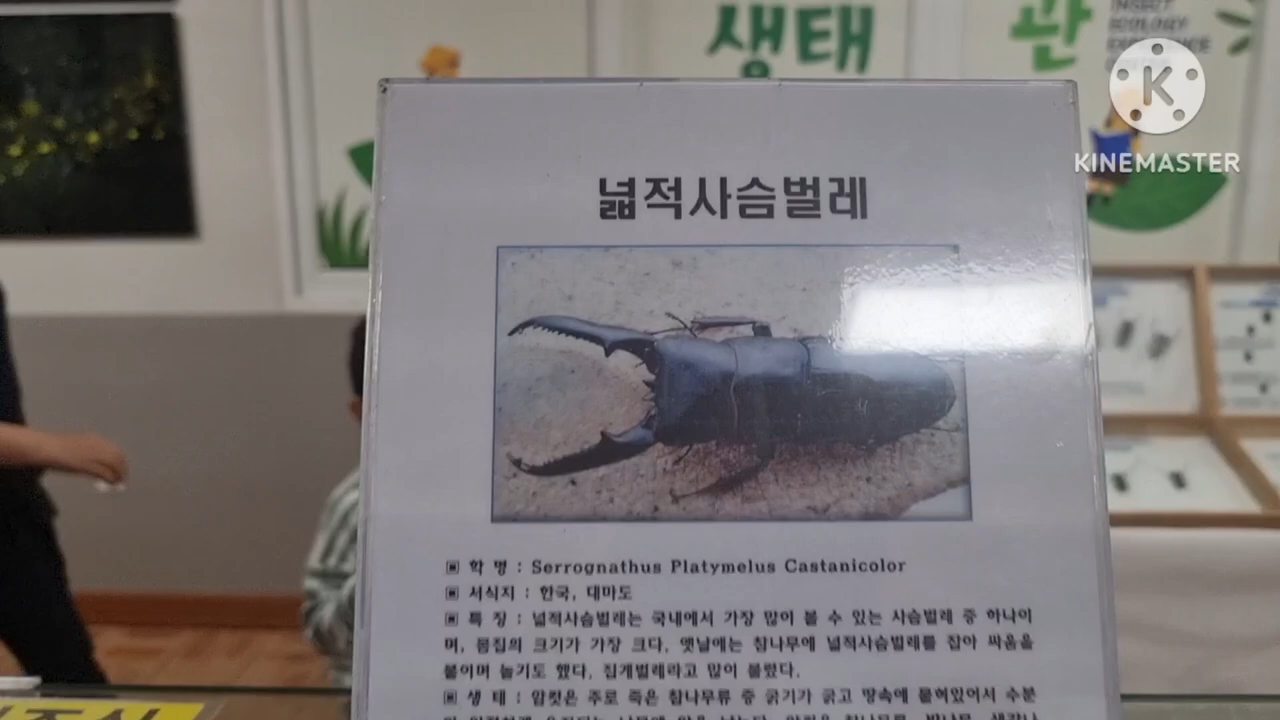 생태
관
INSECT
ECOLOGY
K
KINEMASTER
넓적사슴벌레
▣ 학 명 : Serrognathus Platymelus Castanicolor
▣ 서식지 : 한국, 대마도
▣ 특 징 : 넓적사슴벌레는 국내에서 가장 많이 볼 수 있는 사슴벌레 중 하나이
며, 몸집의 크기가 가장 크다, 옛날에는 참나무에 넓적사슴벌레를 잡아 싸움을
붙이며 놀기도 했다, 집게벌레라고 많이 불렸다,
▣ 생 태 : 암컷은 주로 죽은 참나무류 중 굵기가 굵고 땅속에 묻혀있어서 수분